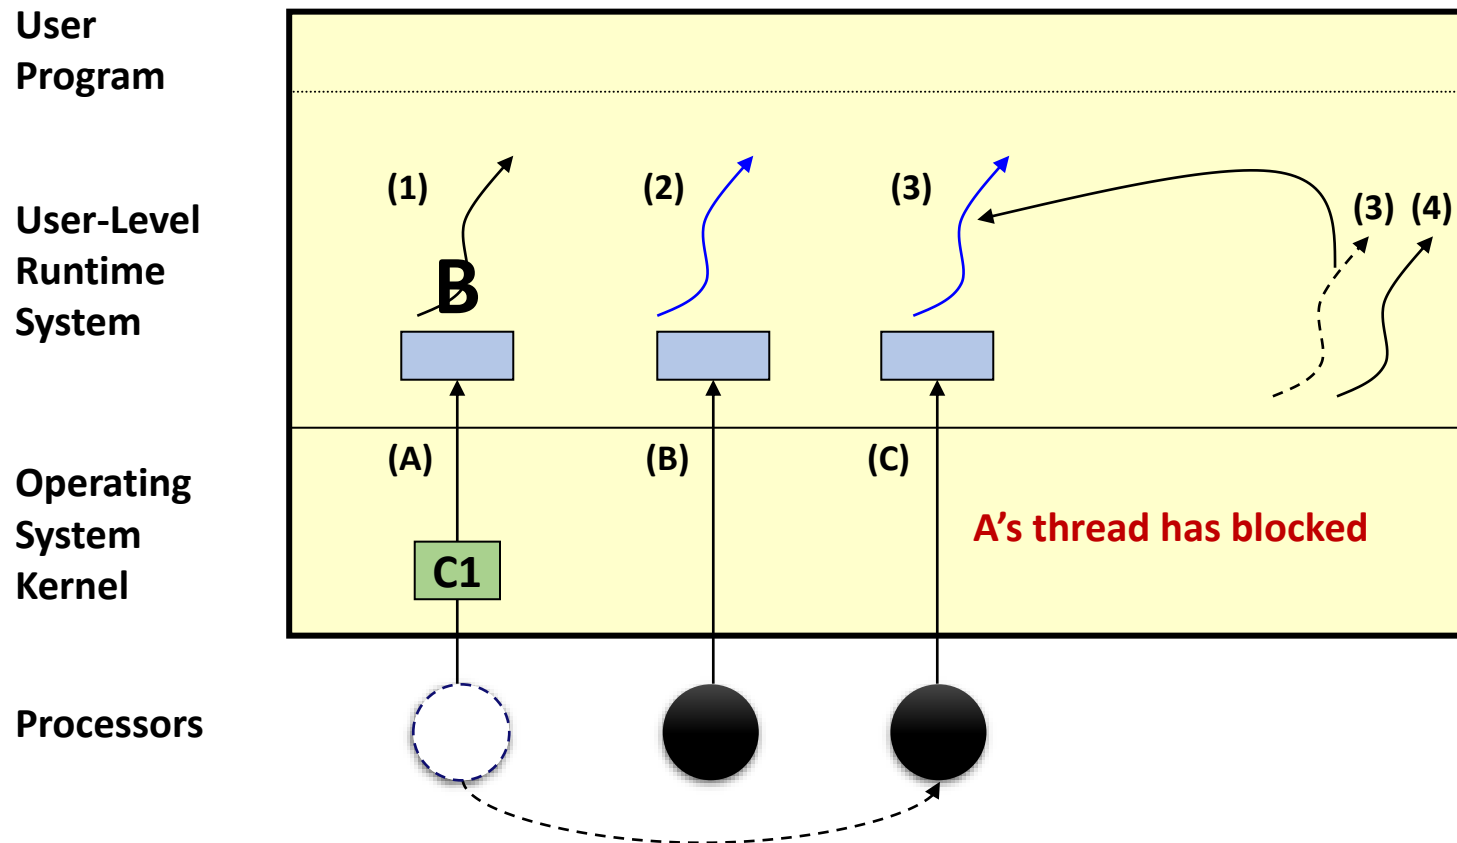 User
Program
(1)
(2)
(3)
(3) (4)
User-Level
Runtime
System
B
(A)
(B)
(C)
Operating
System
Kernel
A’s thread has blocked
C1
Processors